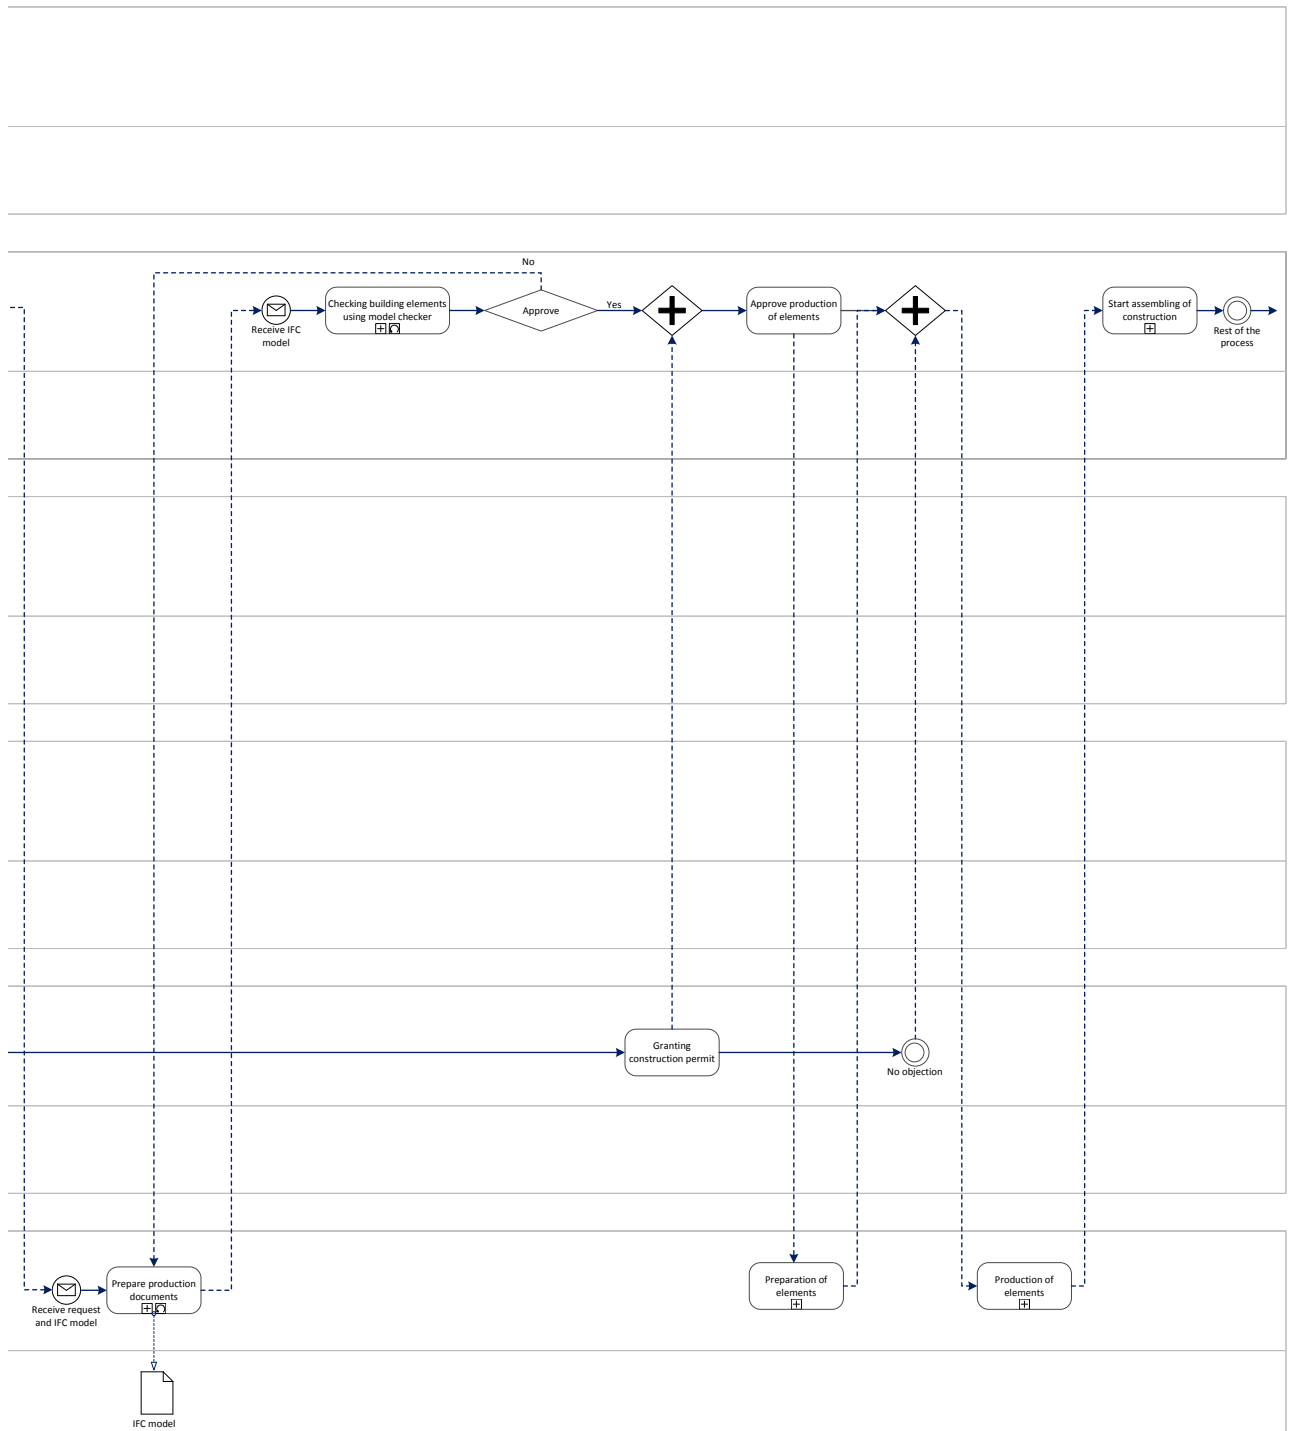 No
Checking building elements
using model checker
Approve
Yes
Approve production
of elements
Start assembling of
construction
Receive IFC
model
Rest of the
process
Granting
construction permit
No objection
Prepare production
documents
Preparation of
elements
Production of
elements
Receive request
and IFC model
IFC model